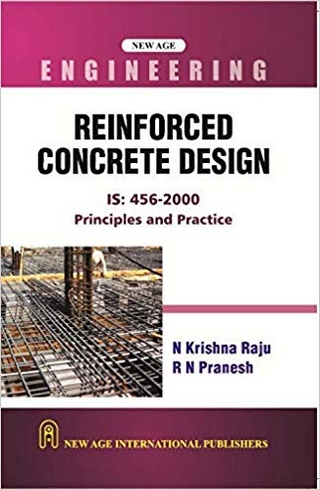 NEW AGE
ENGINEERING
REINFORCED
CONCRETE DESIGN
IS: 456-2000
Principles and Practice
N Krishna Raju
R N Pranesh
NEW AGE INTERNATIONAL PUBLISHERS